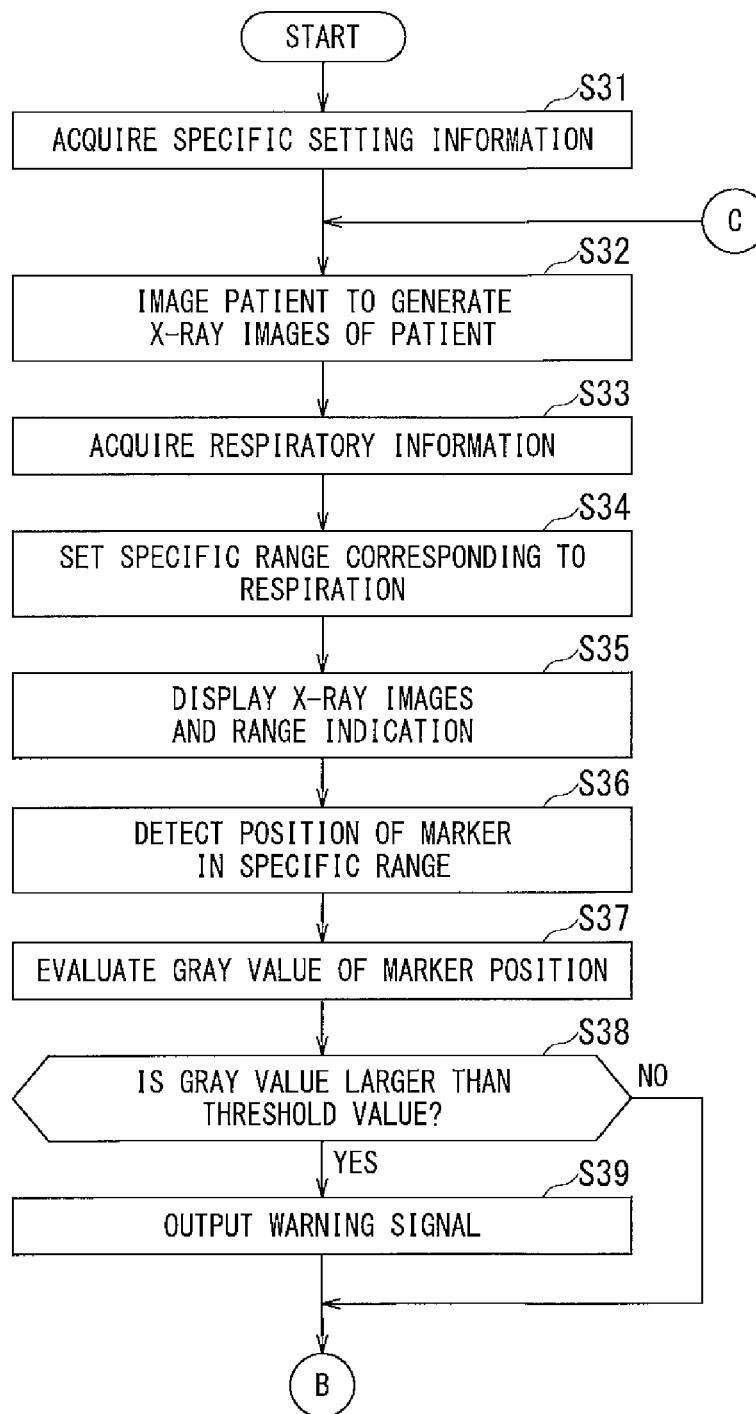 START
S31
ACQUIRE SPECIFIC SETTING INFORMATION
C
S32
IMAGE PATIENT TO GENERATE
X-RAY IMAGES OF PATIENT
S33
ACQUIRE RESPIRATORY INFORMATION
S34
SET SPECIFIC RANGE CORRESPONDING TO
RESPIRATION
S35
DISPLAY X-RAY IMAGES
AND RANGE INDICATION
S36
DETECT POSITION OF MARKER
IN SPECIFIC RANGE
S37
EVALUATE GRAY VALUE OF MARKER POSITION
S38
IS GRAY VALUE LARGER THAN
THRESHOLD VALUE?
NO
YES
S39
OUTPUT WARNING SIGNAL
B